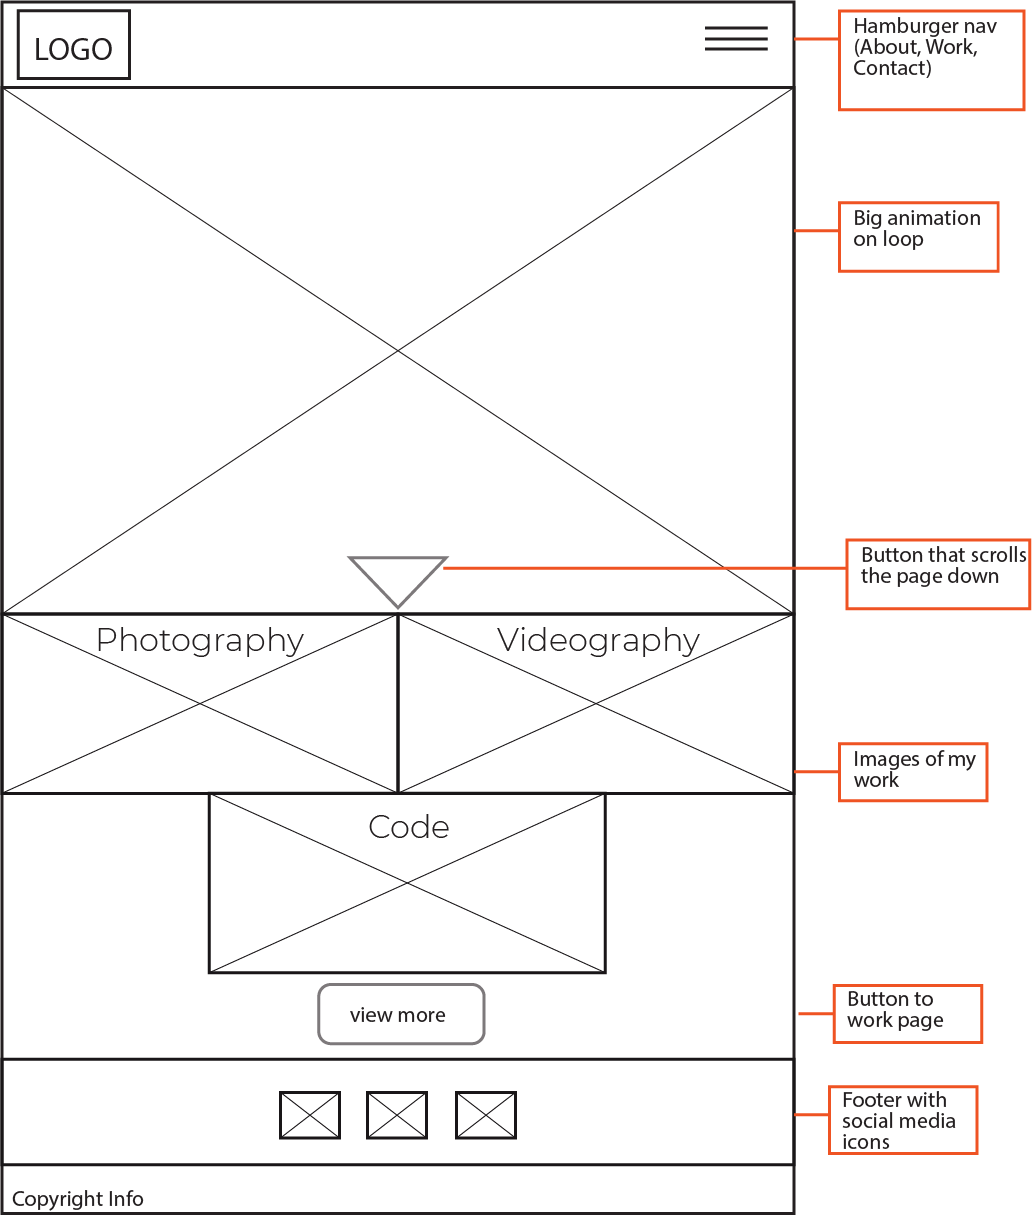 LOGO
Hamburger nav
(About, Work,
Contact)
Big animation
on loop
Button that scrolls
the page down
Photography
Videography
Images of my
work
Code
view more
Button to
work page
Footer with
social media
icons
Copyright Info